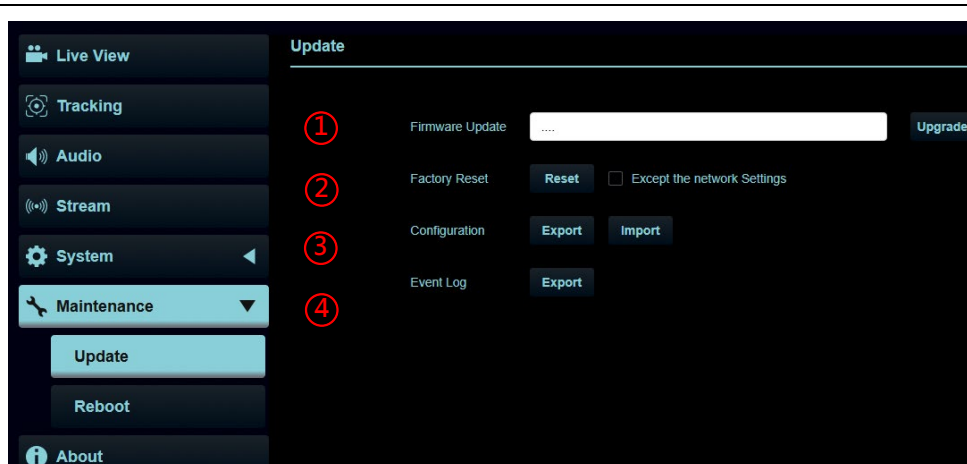 Live View
Tracking
Audio
Stream
System
Maintenance
Update
Reboot
About
Update
① Firmware Update .... Upgrade
② Factory Reset Reset Except the network Settings
③ Configuration Export Import
④ Event Log Export